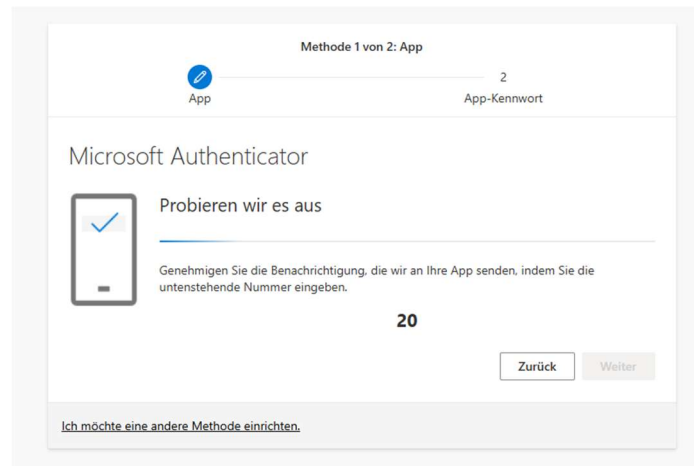 Methode 1 von 2: App
2
App
App-Kennwort
Microsoft Authenticator
Probieren wir es aus
Genehmigen Sie die Benachrichtigung, die wir an Ihre App senden, indem Sie die
untenstehende Nummer eingeben.
20
Zurück
Weiter
Ich möchte eine andere Methode einrichten.